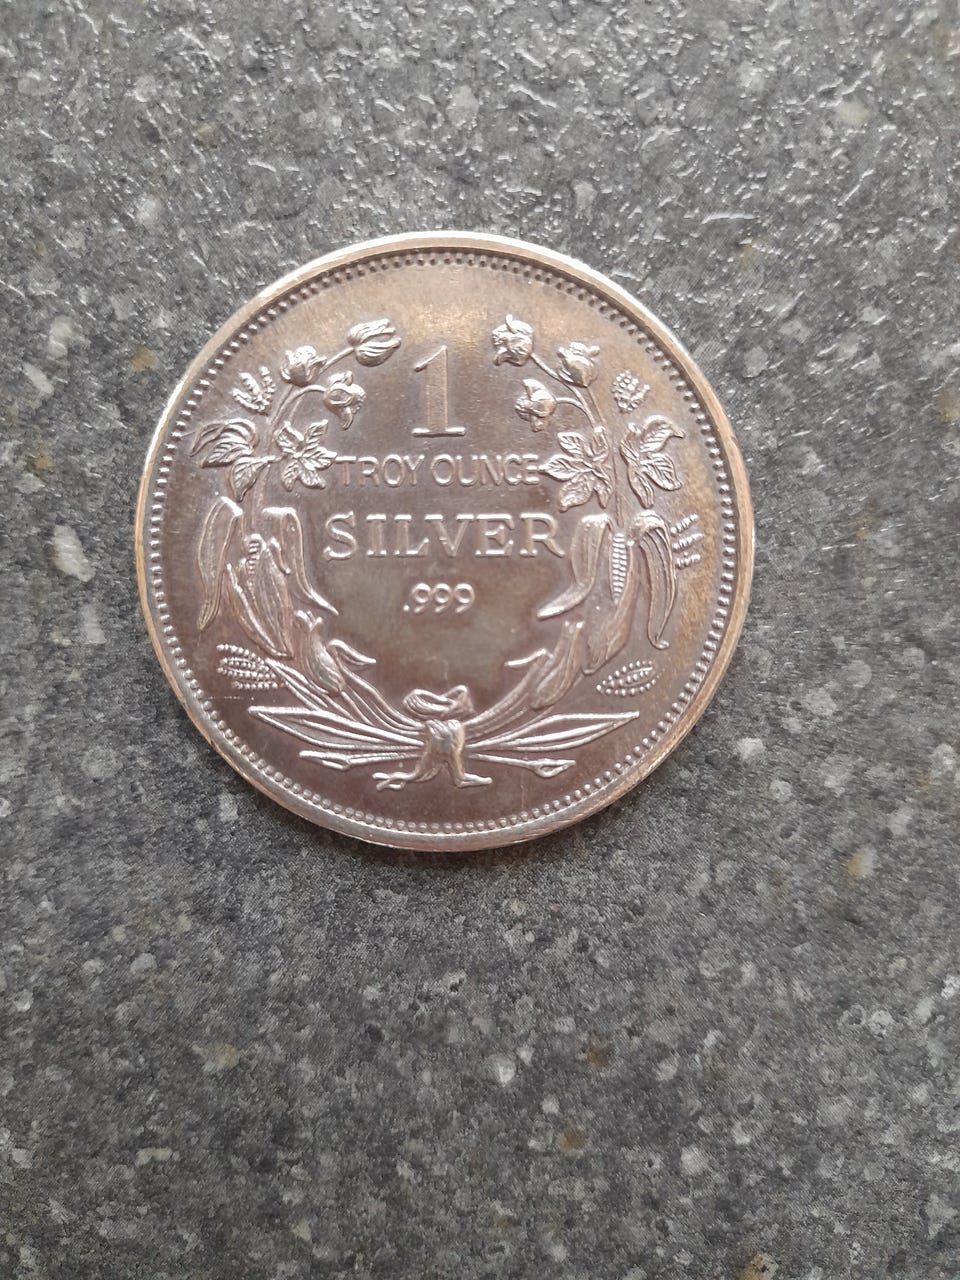 1
TROY OUNCE
SILVER
.999